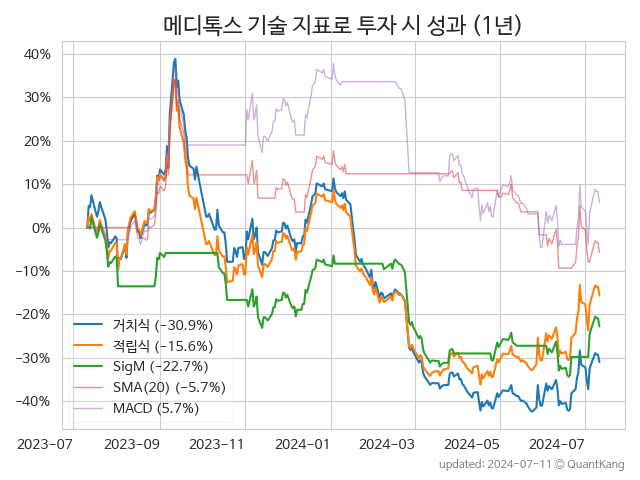 메디톡스 기술 지표로 투자 시 성과 (1년)
40%
30%
20%
10%
0%
−10%
−20%
−30%
−40%
거치식 (−30.9%)
적립식 (−15.6%)
SigM (−22.7%)
SMA(20) (−5.7%)
MACD (5.7%)
2023-07
2023-09
2023-11
2024-01
2024-03
2024-05
2024-07
updated: 2024-07-11 © QuantKang